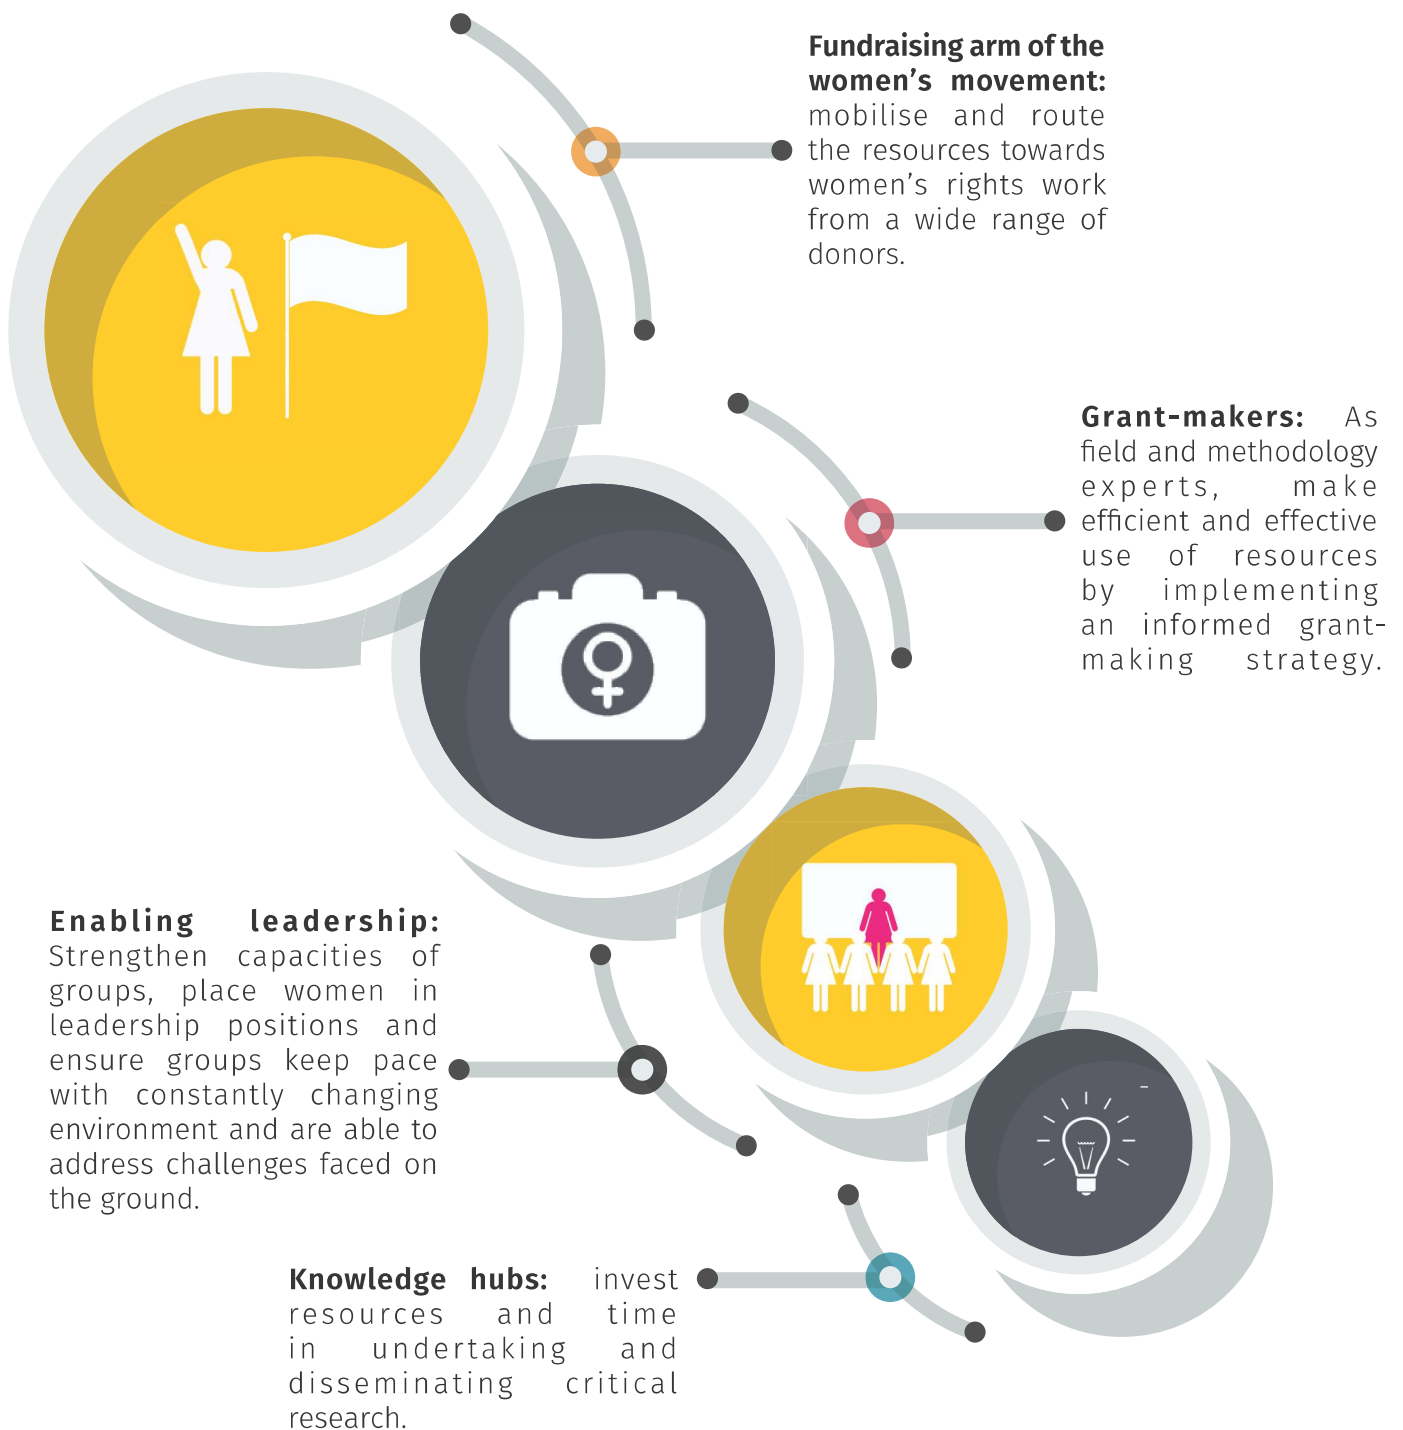 Fundraising arm of the
women’s movement:
mobilise and route
the resources towards
women’s rights work
from a wide range of
donors.
Grant-makers: As
field and methodology
experts, make
efficient and effective
use of resources
by implementing
an informed grant-
making strategy.
Enabling leadership:
Strengthen capacities of
groups, place women in
leadership positions and
ensure groups keep pace
with constantly changing
environment and are able to
address challenges faced on
the ground.
Knowledge hubs: invest
resources and time
in undertaking and
disseminating critical
research.